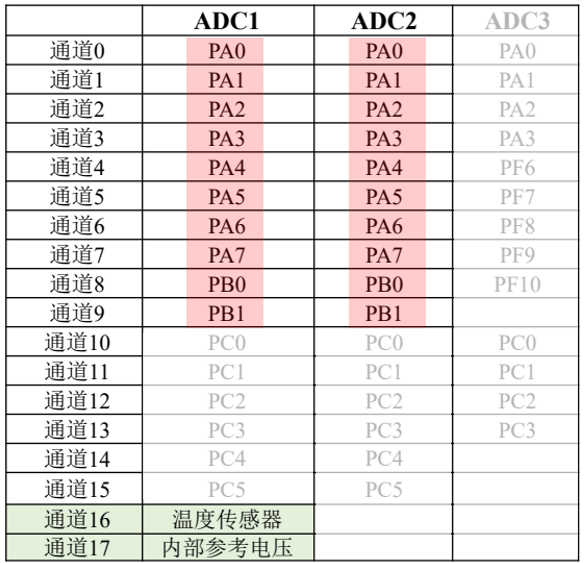 ADC1 ADC2 ADC3
通道0 PA0 PA0 PA0
通道1 PA1 PA1 PA1
通道2 PA2 PA2 PA2
通道3 PA3 PA3 PA3
通道4 PA4 PA4 PF6
通道5 PA5 PA5 PF7
通道6 PA6 PA6 PF8
通道7 PA7 PA7 PF9
通道8 PB0 PB0 PF10
通道9 PB1 PB1
通道10 PC0 PC0 PC0
通道11 PC1 PC1 PC1
通道12 PC2 PC2 PC2
通道13 PC3 PC3 PC3
通道14 PC4 PC4
通道15 PC5 PC5
通道16 温度传感器
通道17 内部参考电压